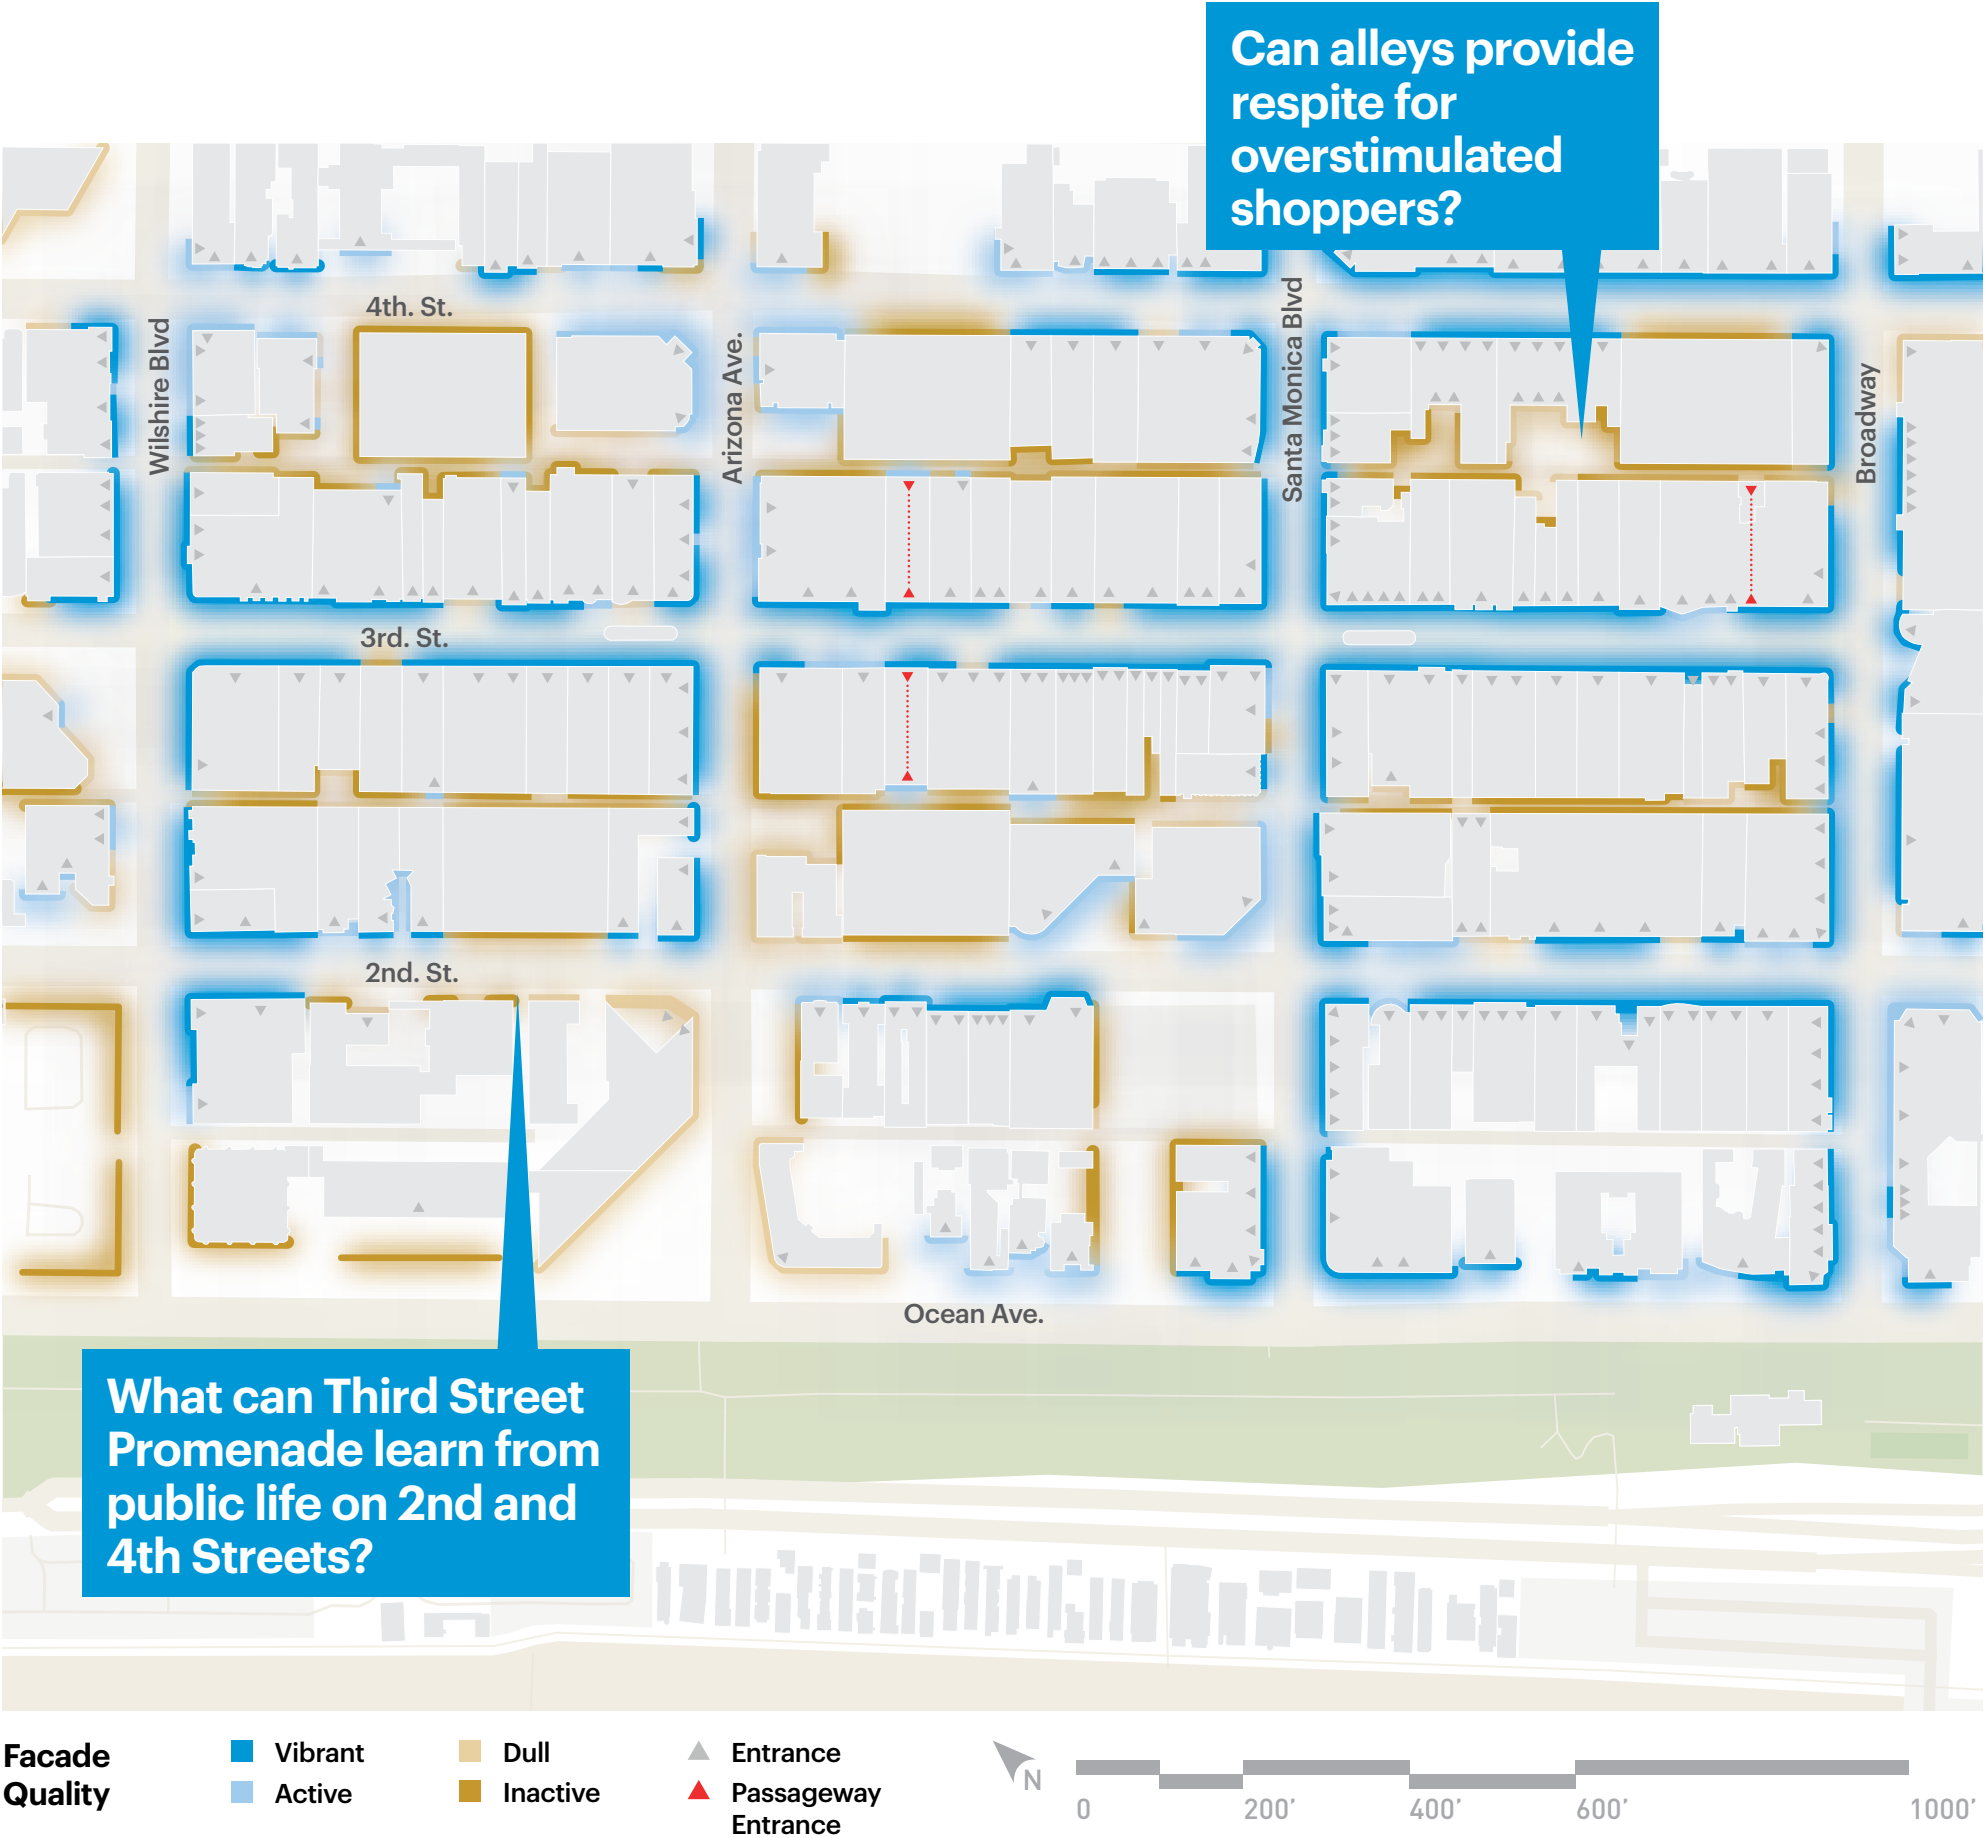 Can alleys provide
respite for
overstimulated
shoppers?
4th. St.
Wilshire Blvd
Arizona Ave.
Santa Monica Blvd
Broadway
3rd. St.
2nd. St.
Ocean Ave.
What can Third Street
Promenade learn from
public life on 2nd and
4th Streets?
Facade
Quality
Vibrant
Active
Dull
Inactive
Entrance
Passageway
Entrance
N
0
200’
400’
600’
1000’